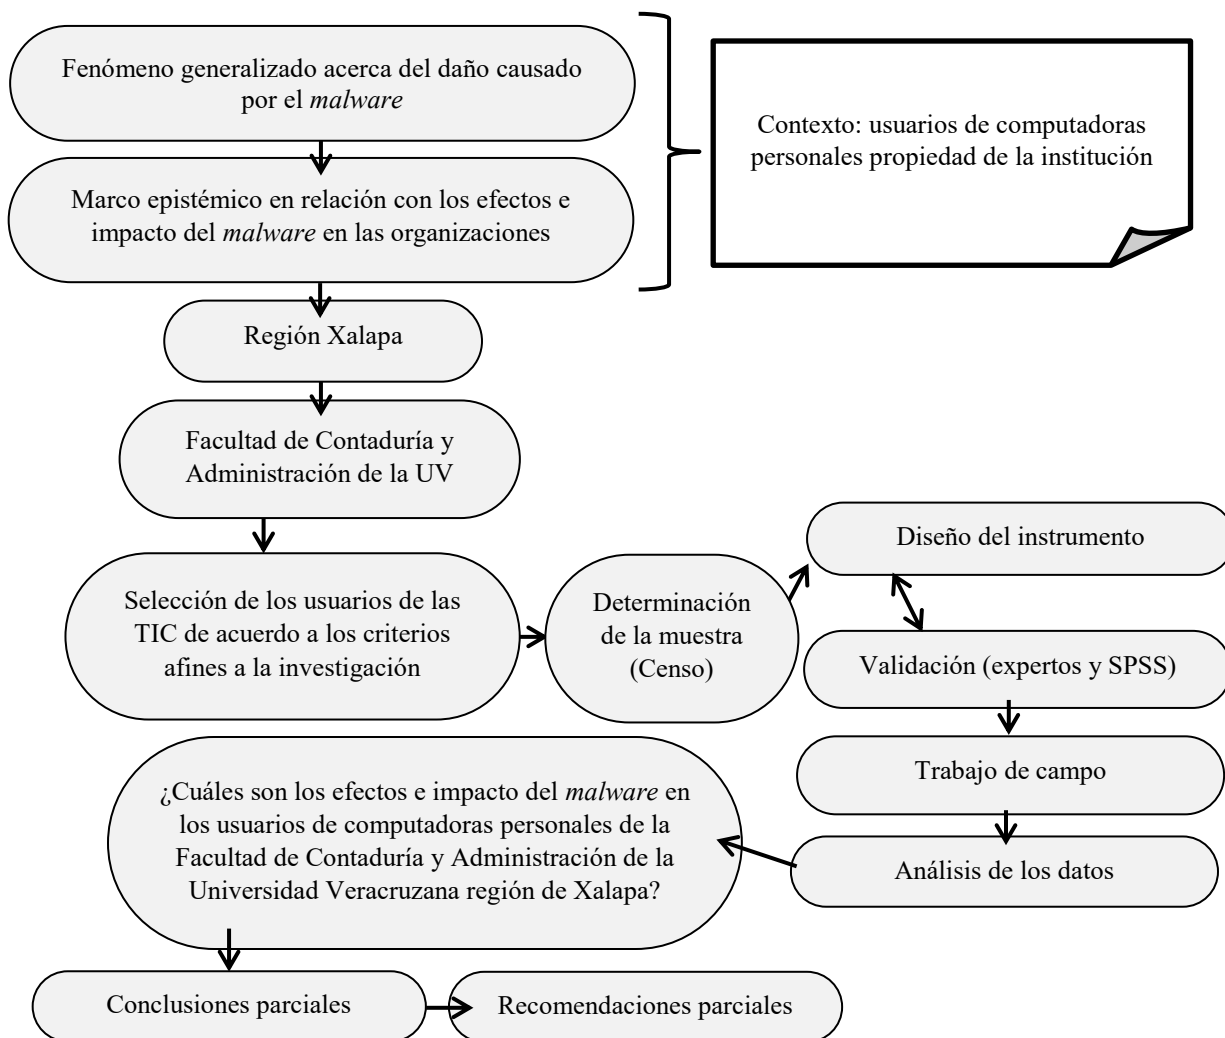 Fenómeno generalizado acerca del daño causado
por el malware
Contexto: usuarios de computadoras
personales propiedad de la institución
Marco epistémico en relación con los efectos e
impacto del malware en las organizaciones
Región Xalapa
Facultad de Contaduría y
Administración de la UV
Selección de los usuarios de las
TIC de acuerdo a los criterios
afines a la investigación
Determinación
de la muestra
(Censo)
Diseño del instrumento
Validación (expertos y SPSS)
Trabajo de campo
Análisis de los datos
¿Cuáles son los efectos e impacto del malware en
los usuarios de computadoras personales de la
Facultad de Contaduría y Administración de la
Universidad Veracruzana región de Xalapa?
Conclusiones parciales
Recomendaciones parciales